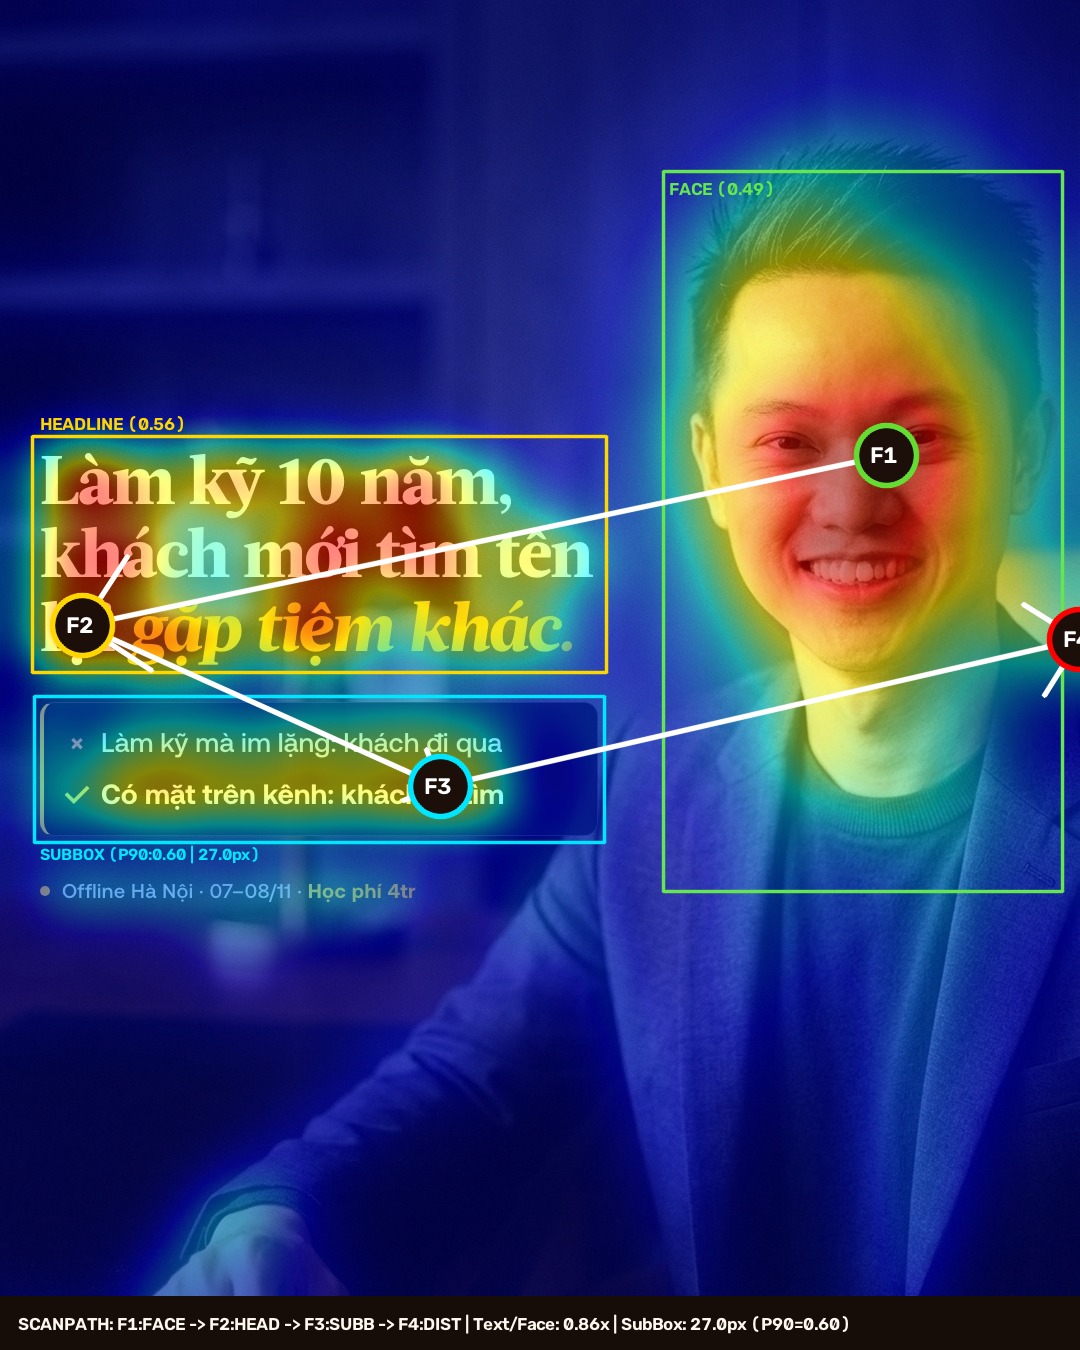 FACE (0.49)
HEADLINE (0.56)
Làm kỹ 10 năm,
khách mới tìm tên
gặp tiệm khác.
F1
F2
F3
× Làm kỹ mà im lặng: khách đi qua
✓ Có mặt trên kênh: khách
SUBBOX (P90:0.60 | 27.0px)
• Offline Hà Nội · 07–08/11 · Học phí 4tr
SCANPATH: F1:FACE -> F2:HEAD -> F3:SUBB -> F4:DIST | Text/Face: 0.86x | SubBox: 27.0px (P90=0.60)